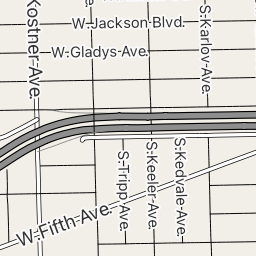 W. Jackson Blvd.
W. Gladys Ave.
Kostner Ave.
S. Karlov Ave.
S. Tripp Ave.
S. Keeler Ave.
S. Kedvale Ave.
W. Fifth Ave.